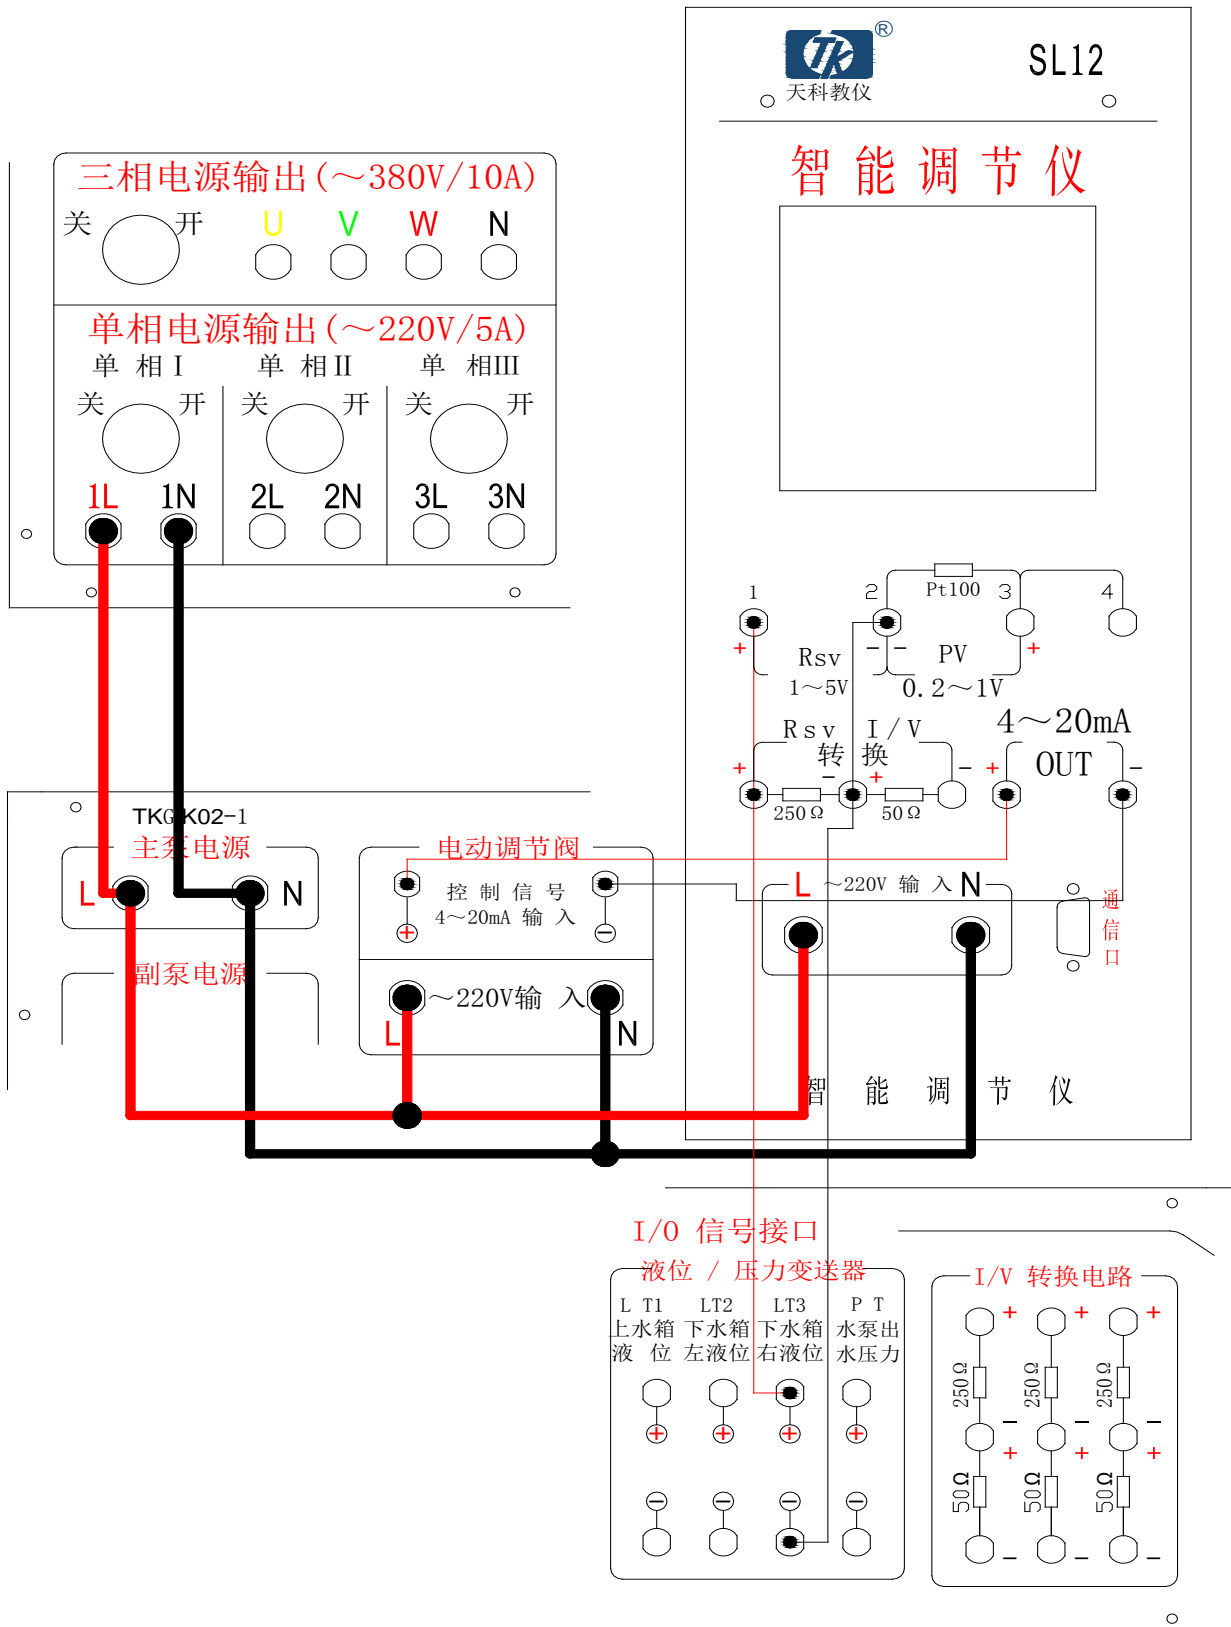 ®
天科教仪
SL12
智能调节仪
三相电源输出(～380V/10A)
关 开 U V W N
单相电源输出(～220V/5A)
单 相Ⅰ 单 相Ⅱ 单 相Ⅲ
关 开 关 开 关 开
1L 1N 2L 2N 3L 3N
1 2 Pt100 3 4
+ Rsv − − PV +
1～5V 0.2～1V
Rsv I/V 4～20mA
转 换 OUT
+ − + − + −
250Ω 50Ω
TKGK02-1
主泵电源
L N
副泵电源
电动调节阀
控 制 信 号
4～20mA 输 入
+ −
～220V输 入
L N
L ～220V 输 入 N
通信口
智 能 调 节 仪
I/O 信号接口
液位 / 压力变送器
L T1 LT2 LT3 P T
上水箱 下水箱 下水箱 水泵出
液 位 左液位 右液位 水压力
+ + + +
− − − −
I/V 转换电路
+ + +
250Ω 250Ω 250Ω
− − −
+ + +
50Ω 50Ω 50Ω
− − −